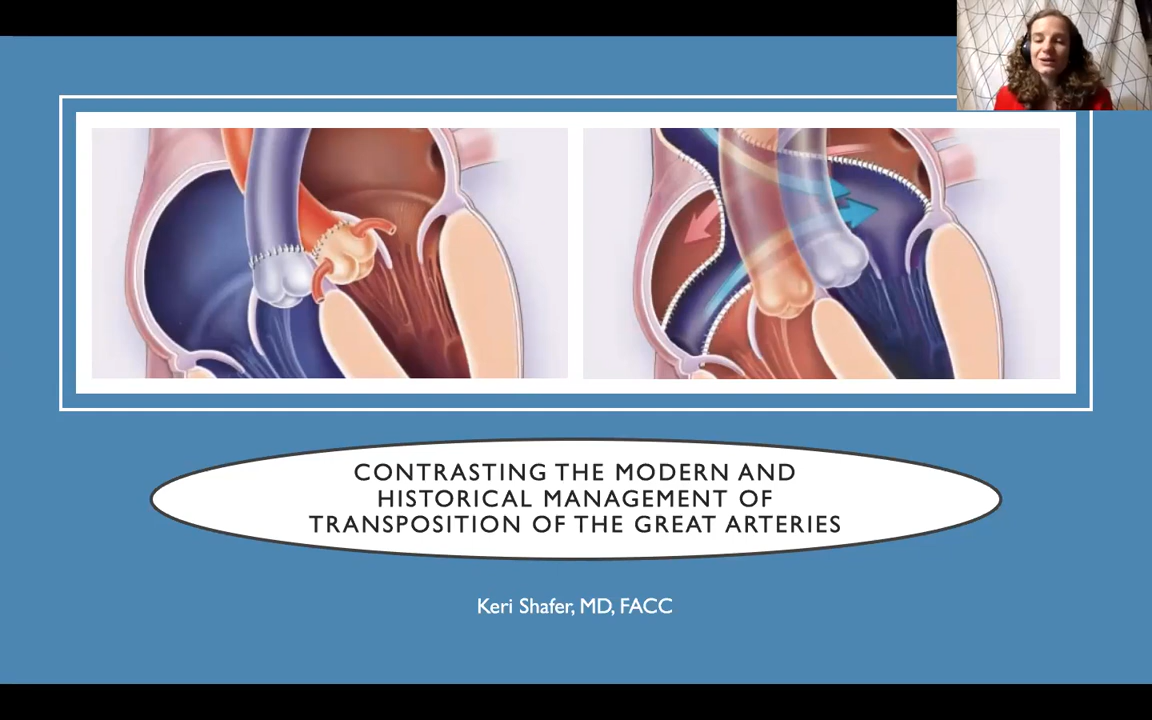 CONTRASTING THE MODERN AND
HISTORICAL MANAGEMENT OF
TRANSPOSITION OF THE GREAT ARTERIES
Keri Shafer, MD, FACC